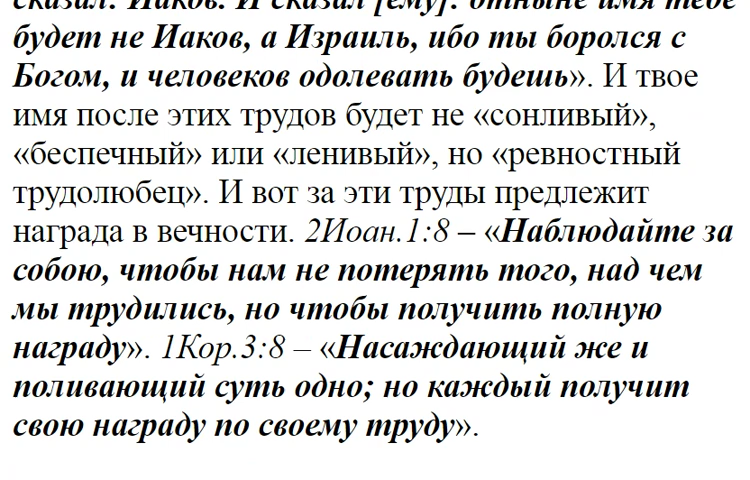 сказал: Иаков. И сказал [ему]: отныне имя тебе
будет не Иаков, а Израиль, ибо ты боролся с
Богом, и человеков одолевать будешь». И твое
имя после этих трудов будет не «сонливый»,
«беспечный» или «ленивый», но «ревностный
трудолюбец». И вот за эти труды предлежит
награда в вечности. 2Иоан.1:8 – «Наблюдайте за
собою, чтобы нам не потерять того, над чем
мы трудились, но чтобы получить полную
награду». 1Кор.3:8 – «Насаждающий же и
поливающий суть одно; но каждый получит
свою награду по своему труду».